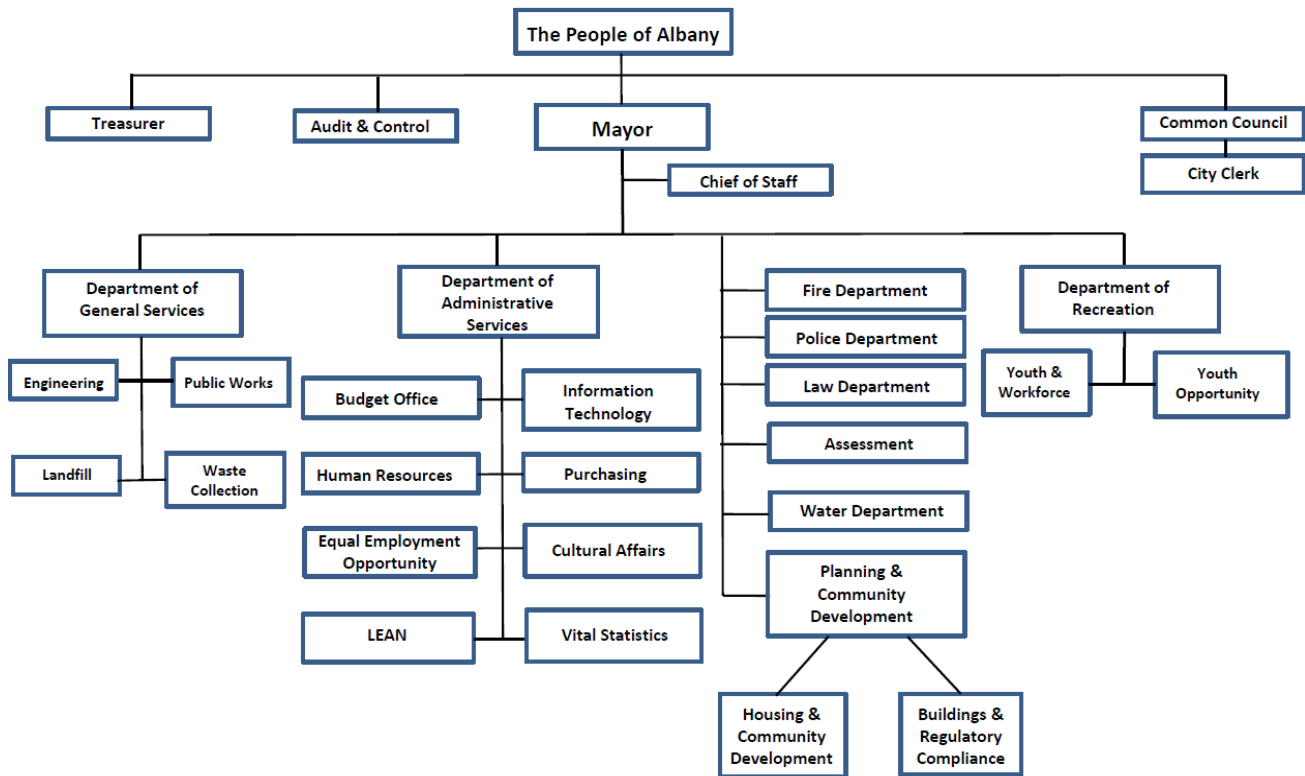 The People of Albany
Treasurer
Audit & Control
Mayor
Common Council
City Clerk
Chief of Staff
Department of
General Services
Engineering
Public Works
Landfill
Waste
Collection
Department of
Administrative
Services
Budget Office
Information
Technology
Human Resources
Purchasing
Equal Employment
Opportunity
Cultural Affairs
LEAN
Vital Statistics
Fire Department
Police Department
Law Department
Assessment
Water Department
Planning &
Community
Development
Housing &
Community
Development
Buildings &
Regulatory
Compliance
Department of
Recreation
Youth &
Workforce
Youth
Opportunity